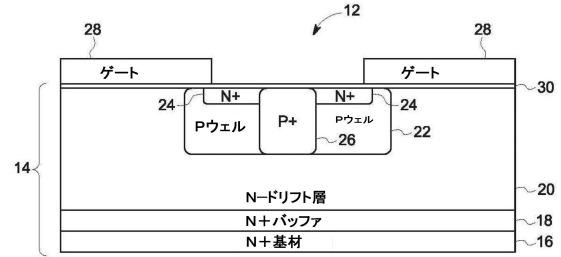 12
28
28
ゲート
ゲート
30
24
N+
N+
24
Pウェル
P+
Pウェル
22
26
14
N−ドリフト層
20
N+バッファ
18
N+基材
16